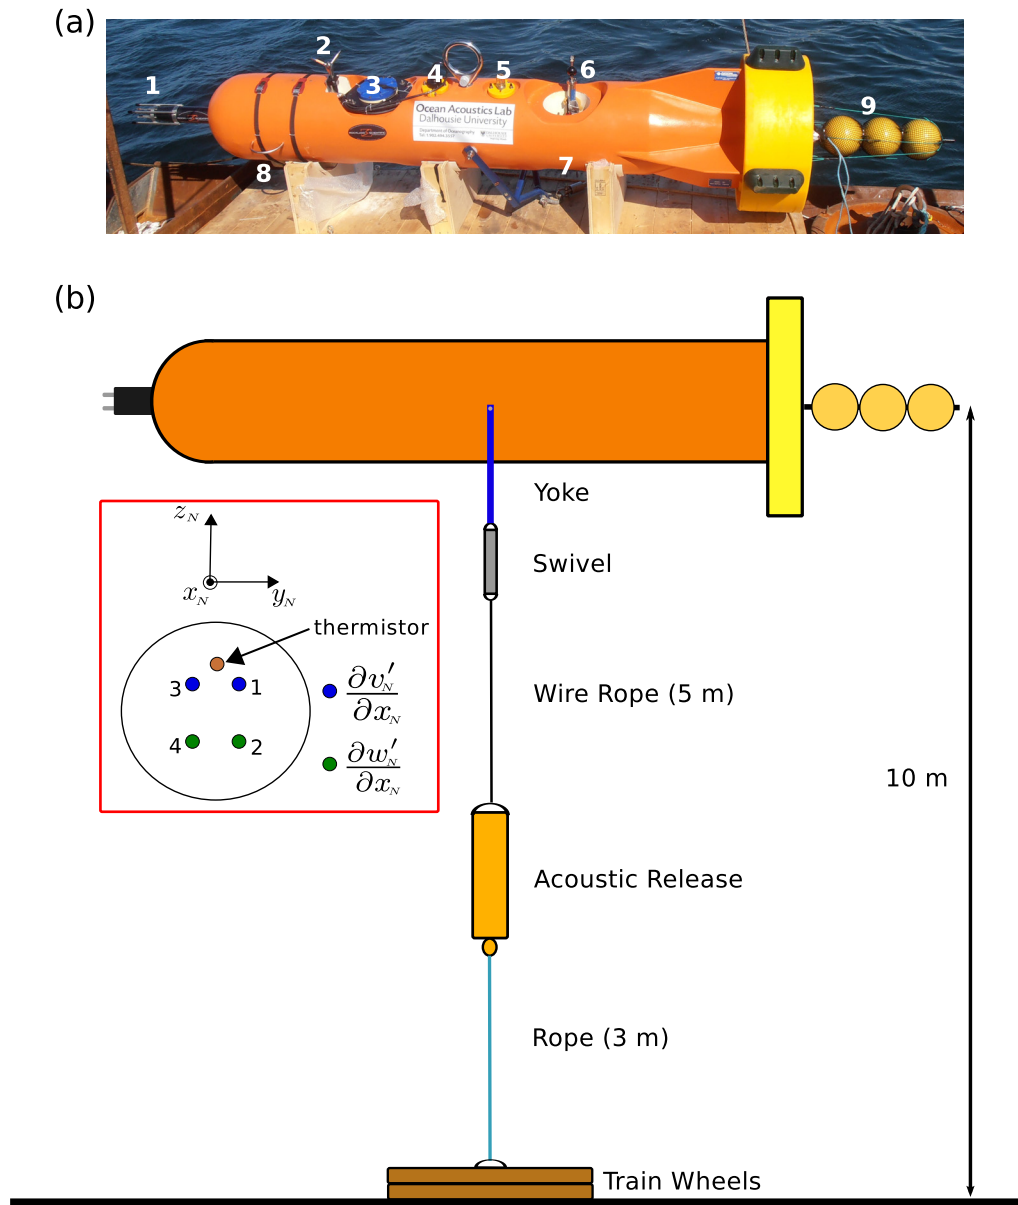 (a)
1
2
3
4
5
6
7
8
9
Ocean Acoustics Lab
Dalhousie University
Department of Oceanography
(b)
Yoke
Swivel
Wire Rope (5 m)
10 m
Acoustic Release
Rope (3 m)
Train Wheels
z_N
x_N
y_N
thermistor
3
1
4
2
∂v′_N
∂x_N
∂w′_N
∂x_N